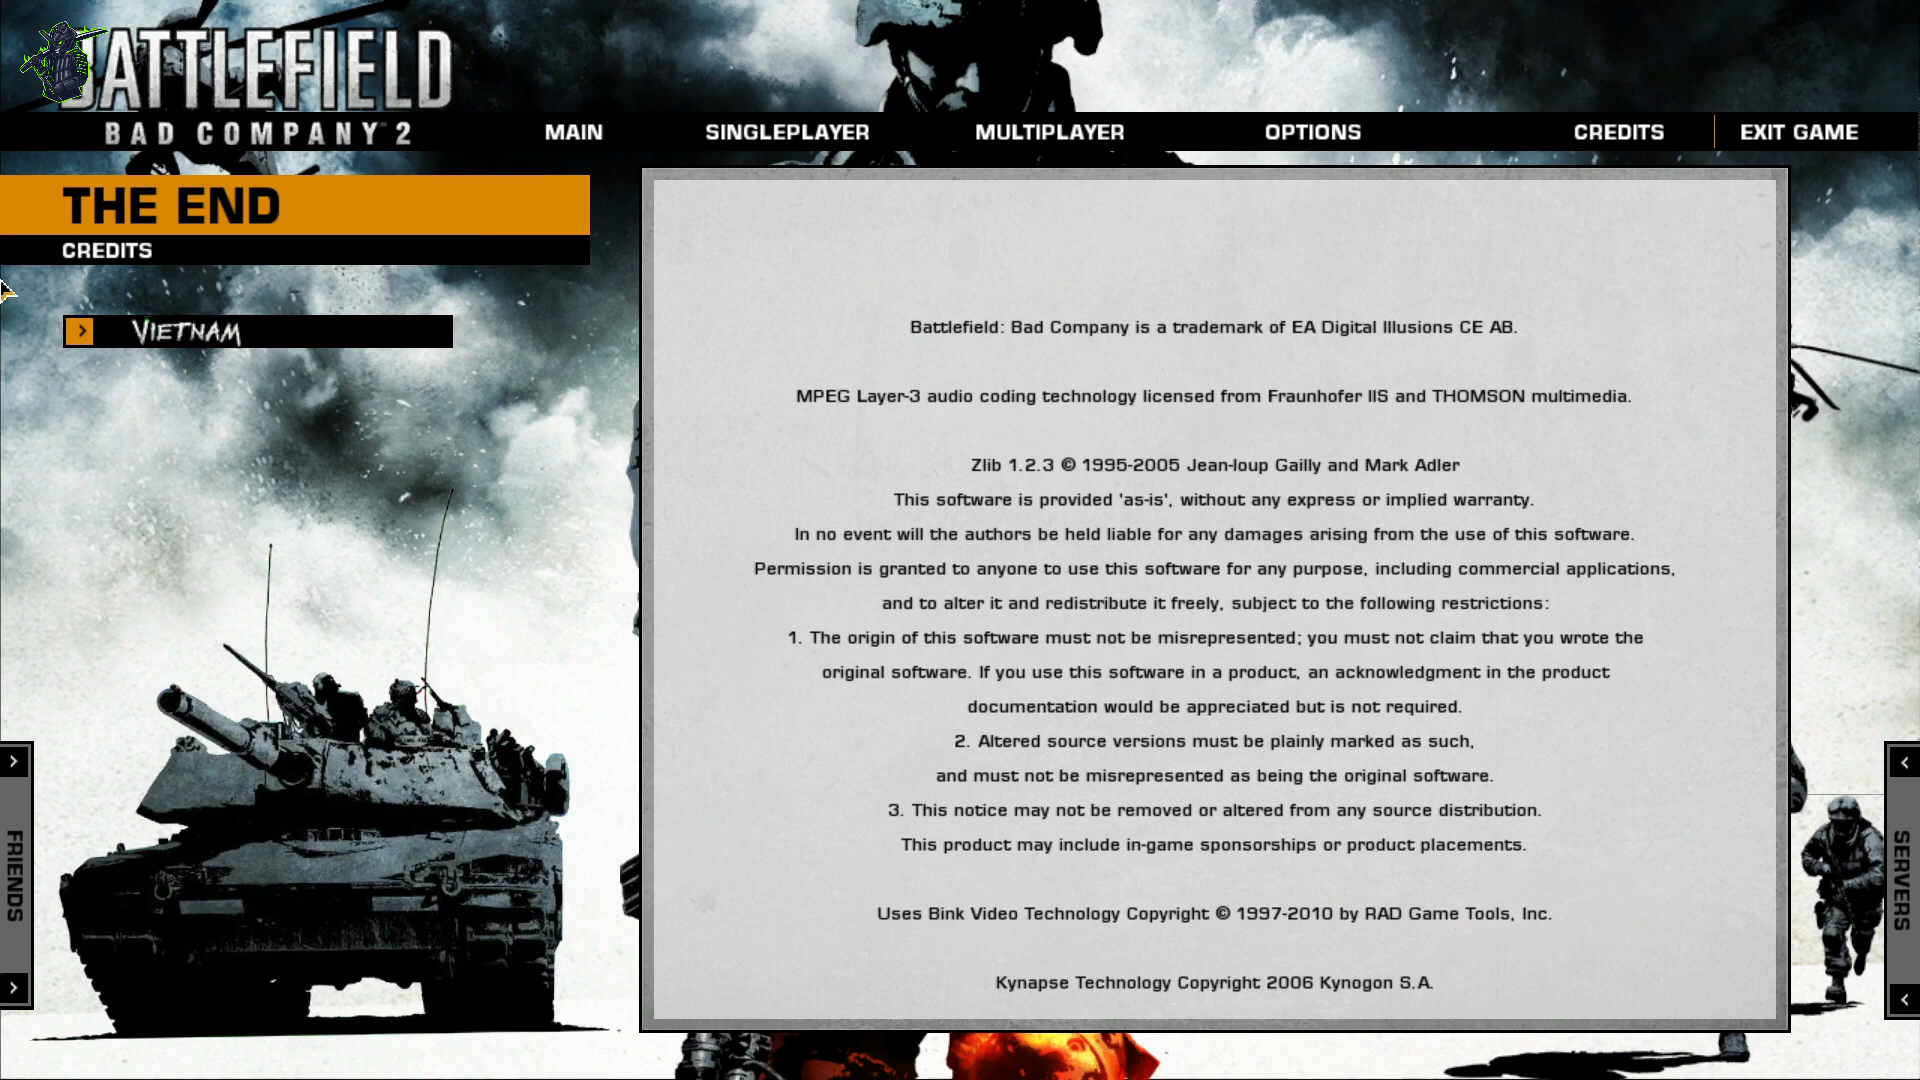 BATTLEFIELD
BAD COMPANY™ 2
MAIN
SINGLEPLAYER
MULTIPLAYER
OPTIONS
CREDITS
EXIT GAME
THE END
CREDITS
VIETNAM
Battlefield: Bad Company is a trademark of EA Digital Illusions CE AB.
MPEG Layer-3 audio coding technology licensed from Fraunhofer IIS and THOMSON multimedia.
Zlib 1.2.3 © 1995-2005 Jean-loup Gailly and Mark Adler
This software is provided 'as-is', without any express or implied warranty.
In no event will the authors be held liable for any damages arising from the use of this software.
Permission is granted to anyone to use this software for any purpose, including commercial applications,
and to alter it and redistribute it freely, subject to the following restrictions:
1. The origin of this software must not be misrepresented; you must not claim that you wrote the
original software. If you use this software in a product, an acknowledgment in the product
documentation would be appreciated but is not required.
2. Altered source versions must be plainly marked as such,
and must not be misrepresented as being the original software.
3. This notice may not be removed or altered from any source distribution.
This product may include in-game sponsorships or product placements.
Uses Bink Video Technology Copyright © 1997-2010 by RAD Game Tools, Inc.
Kynapse Technology Copyright 2006 Kynogon S.A.
FRIENDS
SERVERS